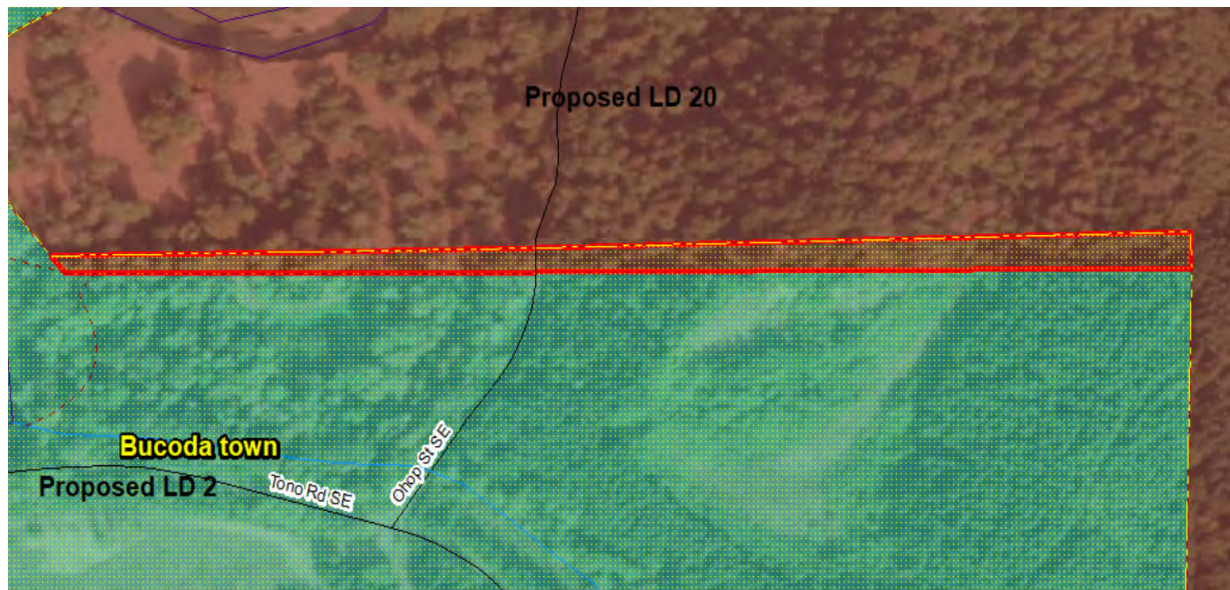 Proposed LD 20
Bucoda town
Proposed LD 2
Tono Rd SE
Ohop St SE